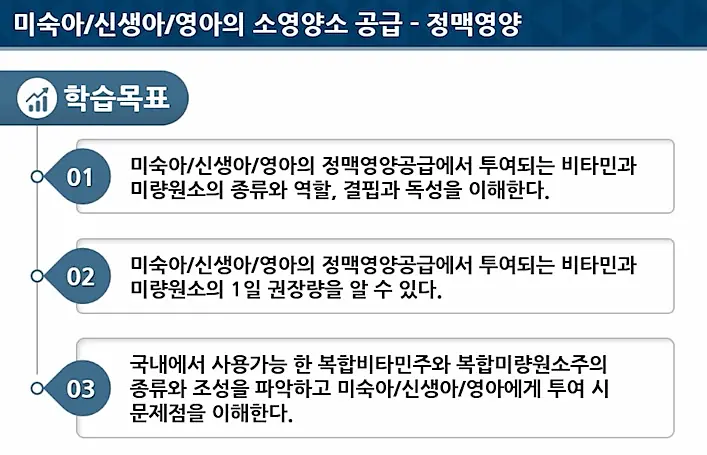 미숙아/신생아/영아의 소영양소 공급 - 정맥영양
학습목표
01
미숙아/신생아/영아의 정맥영양공급에서 투여되는 비타민과
미량원소의 종류와 역할, 결핍과 독성을 이해한다.
02
미숙아/신생아/영아의 정맥영양공급에서 투여되는 비타민과
미량원소의 1일 권장량을 알 수 있다.
03
국내에서 사용가능 한 복합비타민주와 복합미량원소주의
종류와 조성을 파악하고 미숙아/신생아/영아에게 투여 시
문제점을 이해한다.